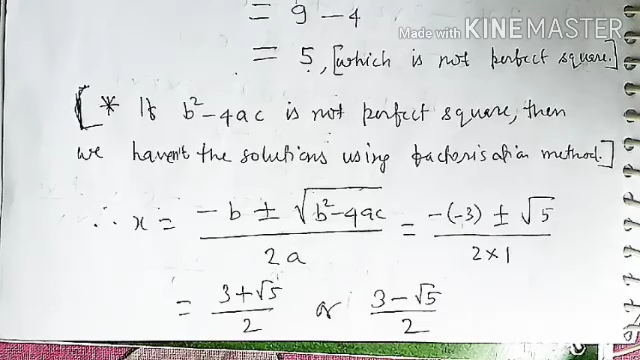 = 9 - 4
Made with KINEMASTER
= 5, [which is not perfect square.]
[* If b²-4ac is not perfect square, then
we haven't the solutions using factorisation method.]
∴ x = (-b ± √(b²-4ac)) / 2a = (-(-3) ± √5) / 2×1
= (3+√5)/2 or (3-√5)/2